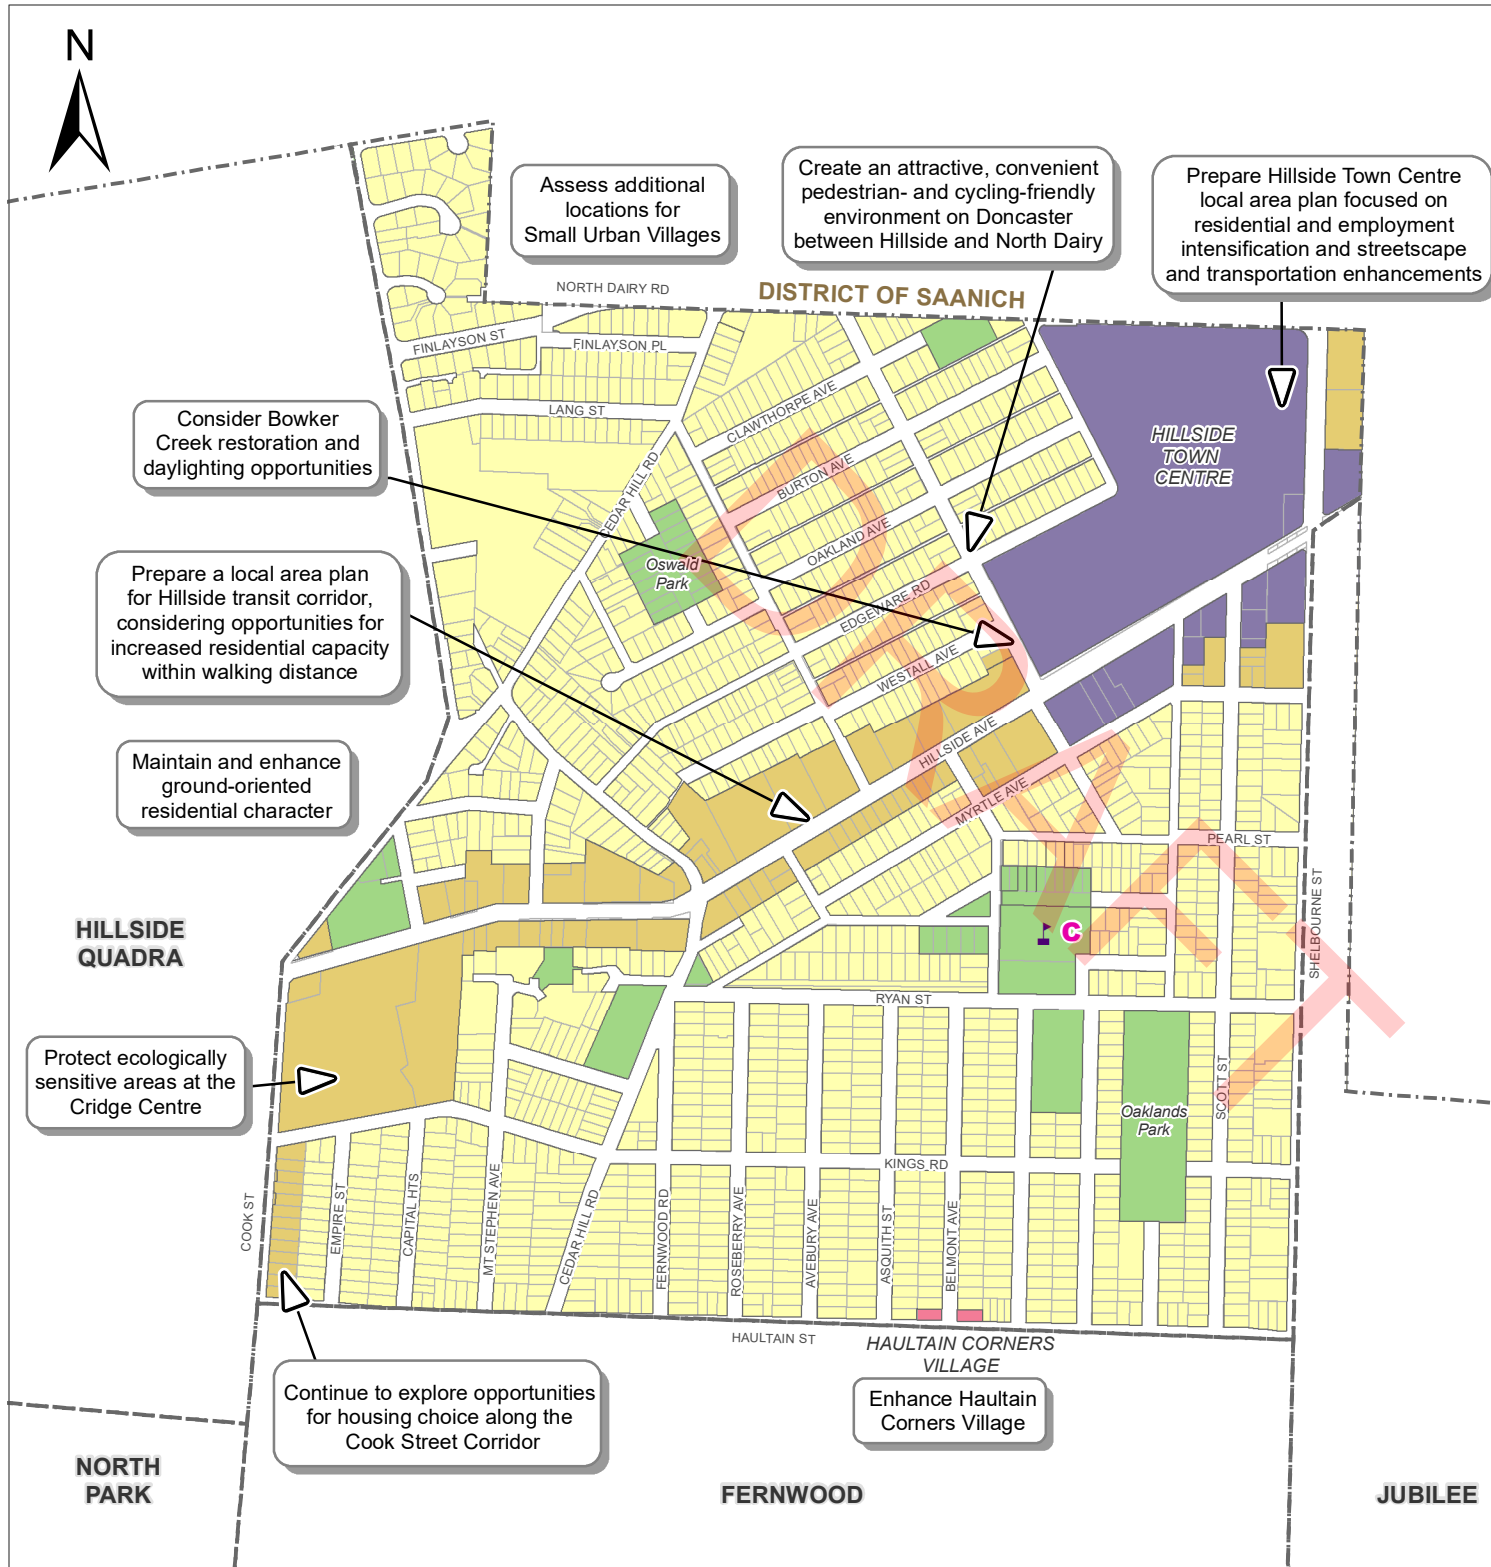 N
Assess additional
locations for
Small Urban Villages
Create an attractive, convenient
pedestrian- and cycling-friendly
environment on Doncaster
between Hillside and North Dairy
Prepare Hillside Town Centre
local area plan focused on
residential and employment
intensification and streetscape
and transportation enhancements
NORTH DAIRY RD
DISTRICT OF SAANICH
FINLAYSON ST
FINLAYSON PL
LANG ST
CLAWTHORPE AVE
Consider Bowker
Creek restoration and
daylighting opportunities
HILLSIDE
TOWN
CENTRE
CEDAR HILL RD
BURTON AVE
OAKLAND AVE
Oswald
Park
EDGEWARE RD
Prepare a local area plan
for Hillside transit corridor,
considering opportunities for
increased residential capacity
within walking distance
WESTALL AVE
HILLSIDE AVE
Maintain and enhance
ground-oriented
residential character
MYRTLE AVE
PEARL ST
DRAFT
HILLSIDE
QUADRA
C
SHELBOURNE ST
RYAN ST
Protect ecologically
sensitive areas at the
Cridge Centre
Oaklands
Park
SCOTT ST
KINGS RD
COOK ST
EMPIRE ST
CAPITAL HTS
MT STEPHEN AVE
CEDAR HILL RD
FERNWOOD RD
ROSEBERRY AVE
AVEBURY AVE
ASQUITH ST
BELMONT AVE
HAULTAIN ST
HAULTAIN CORNERS
VILLAGE
Continue to explore opportunities
for housing choice along the
Cook Street Corridor
Enhance Haultain
Corners Village
NORTH
PARK
FERNWOOD
JUBILEE